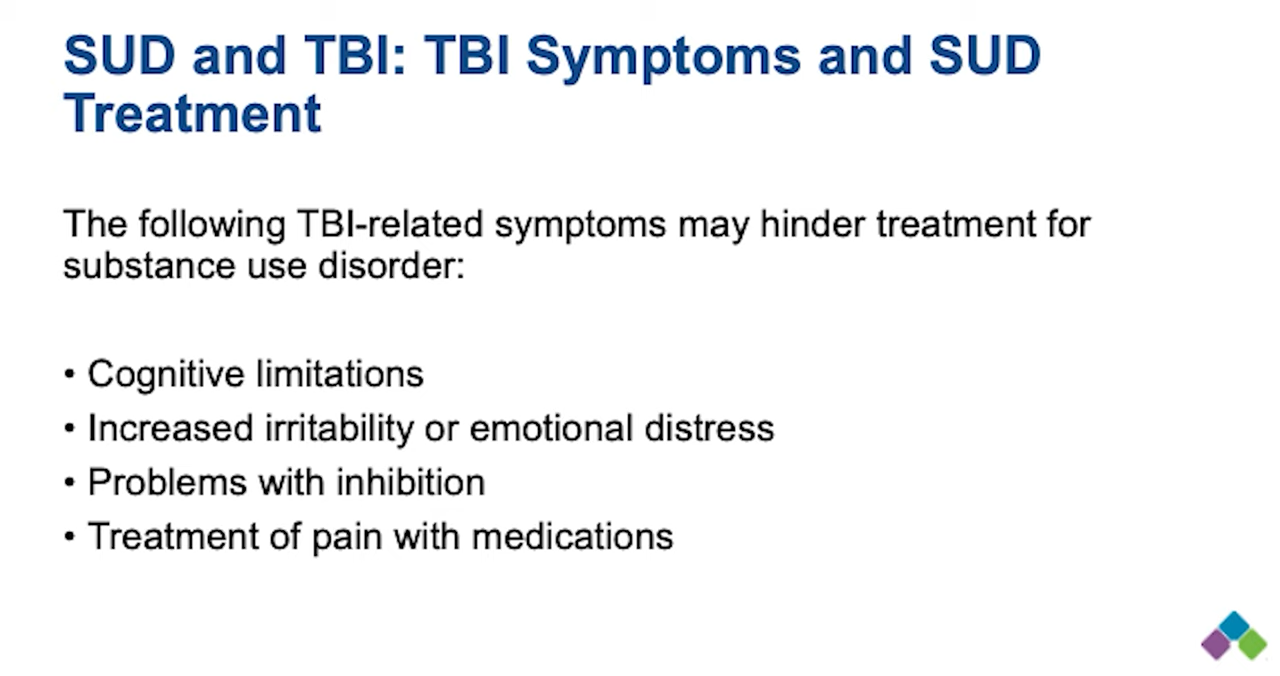 SUD and TBI: TBI Symptoms and SUD
Treatment
The following TBI-related symptoms may hinder treatment for
substance use disorder:
• Cognitive limitations
• Increased irritability or emotional distress
• Problems with inhibition
• Treatment of pain with medications